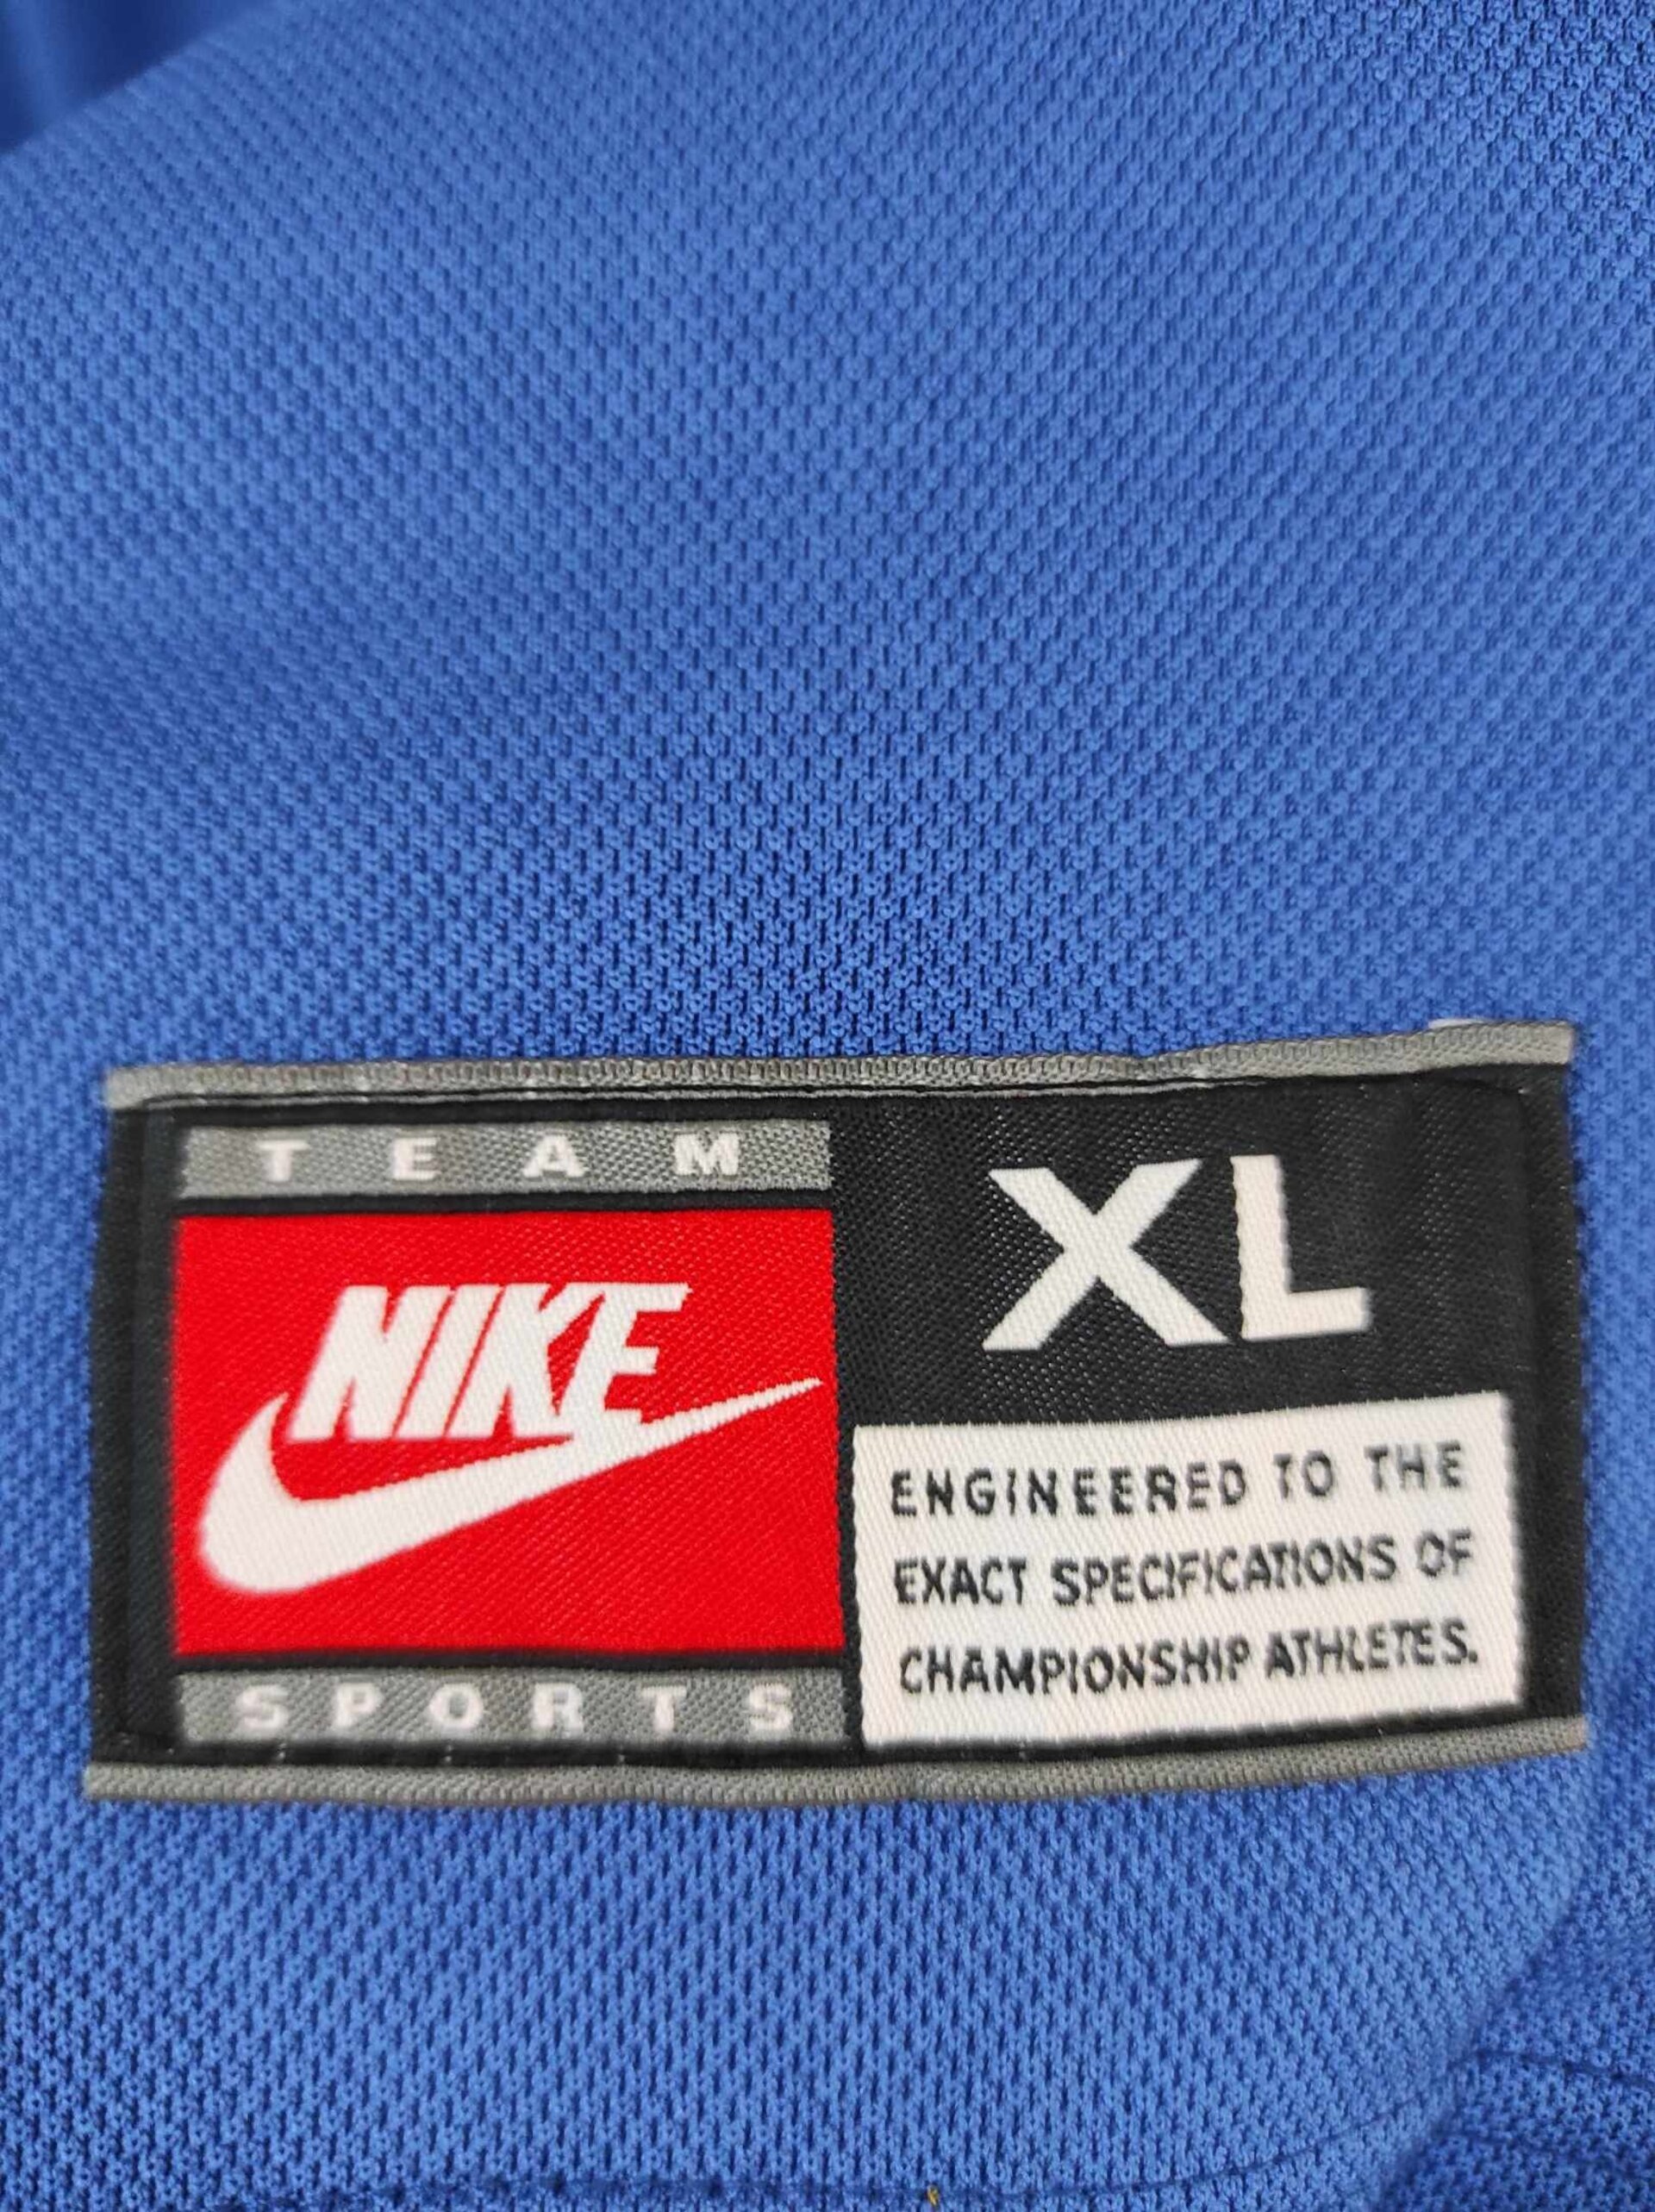 TEAM
NIKE
SPORTS
XL
ENGINEERED TO THE
EXACT SPECIFICATIONS OF
CHAMPIONSHIP ATHLETES.